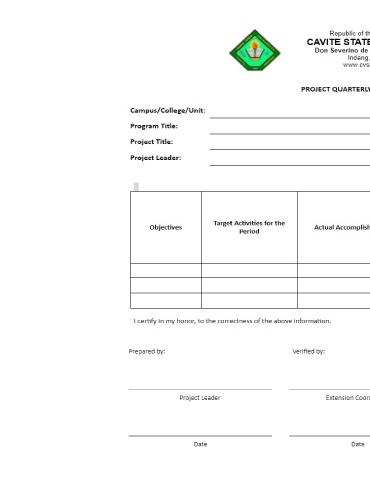 Republic of th
CAVITE STATE
Don Severino de
Indang,
www.cvs
PROJECT QUARTERLY
Campus/College/Unit:
Program Title:
Project Title:
Project Leader:
Objectives
Target Activities for the
Period
Actual Accomplish
I certify in my honor, to the correctness of the above information.
Prepared by:
Verified by:
Project Leader
Extension Coor
Date
Date